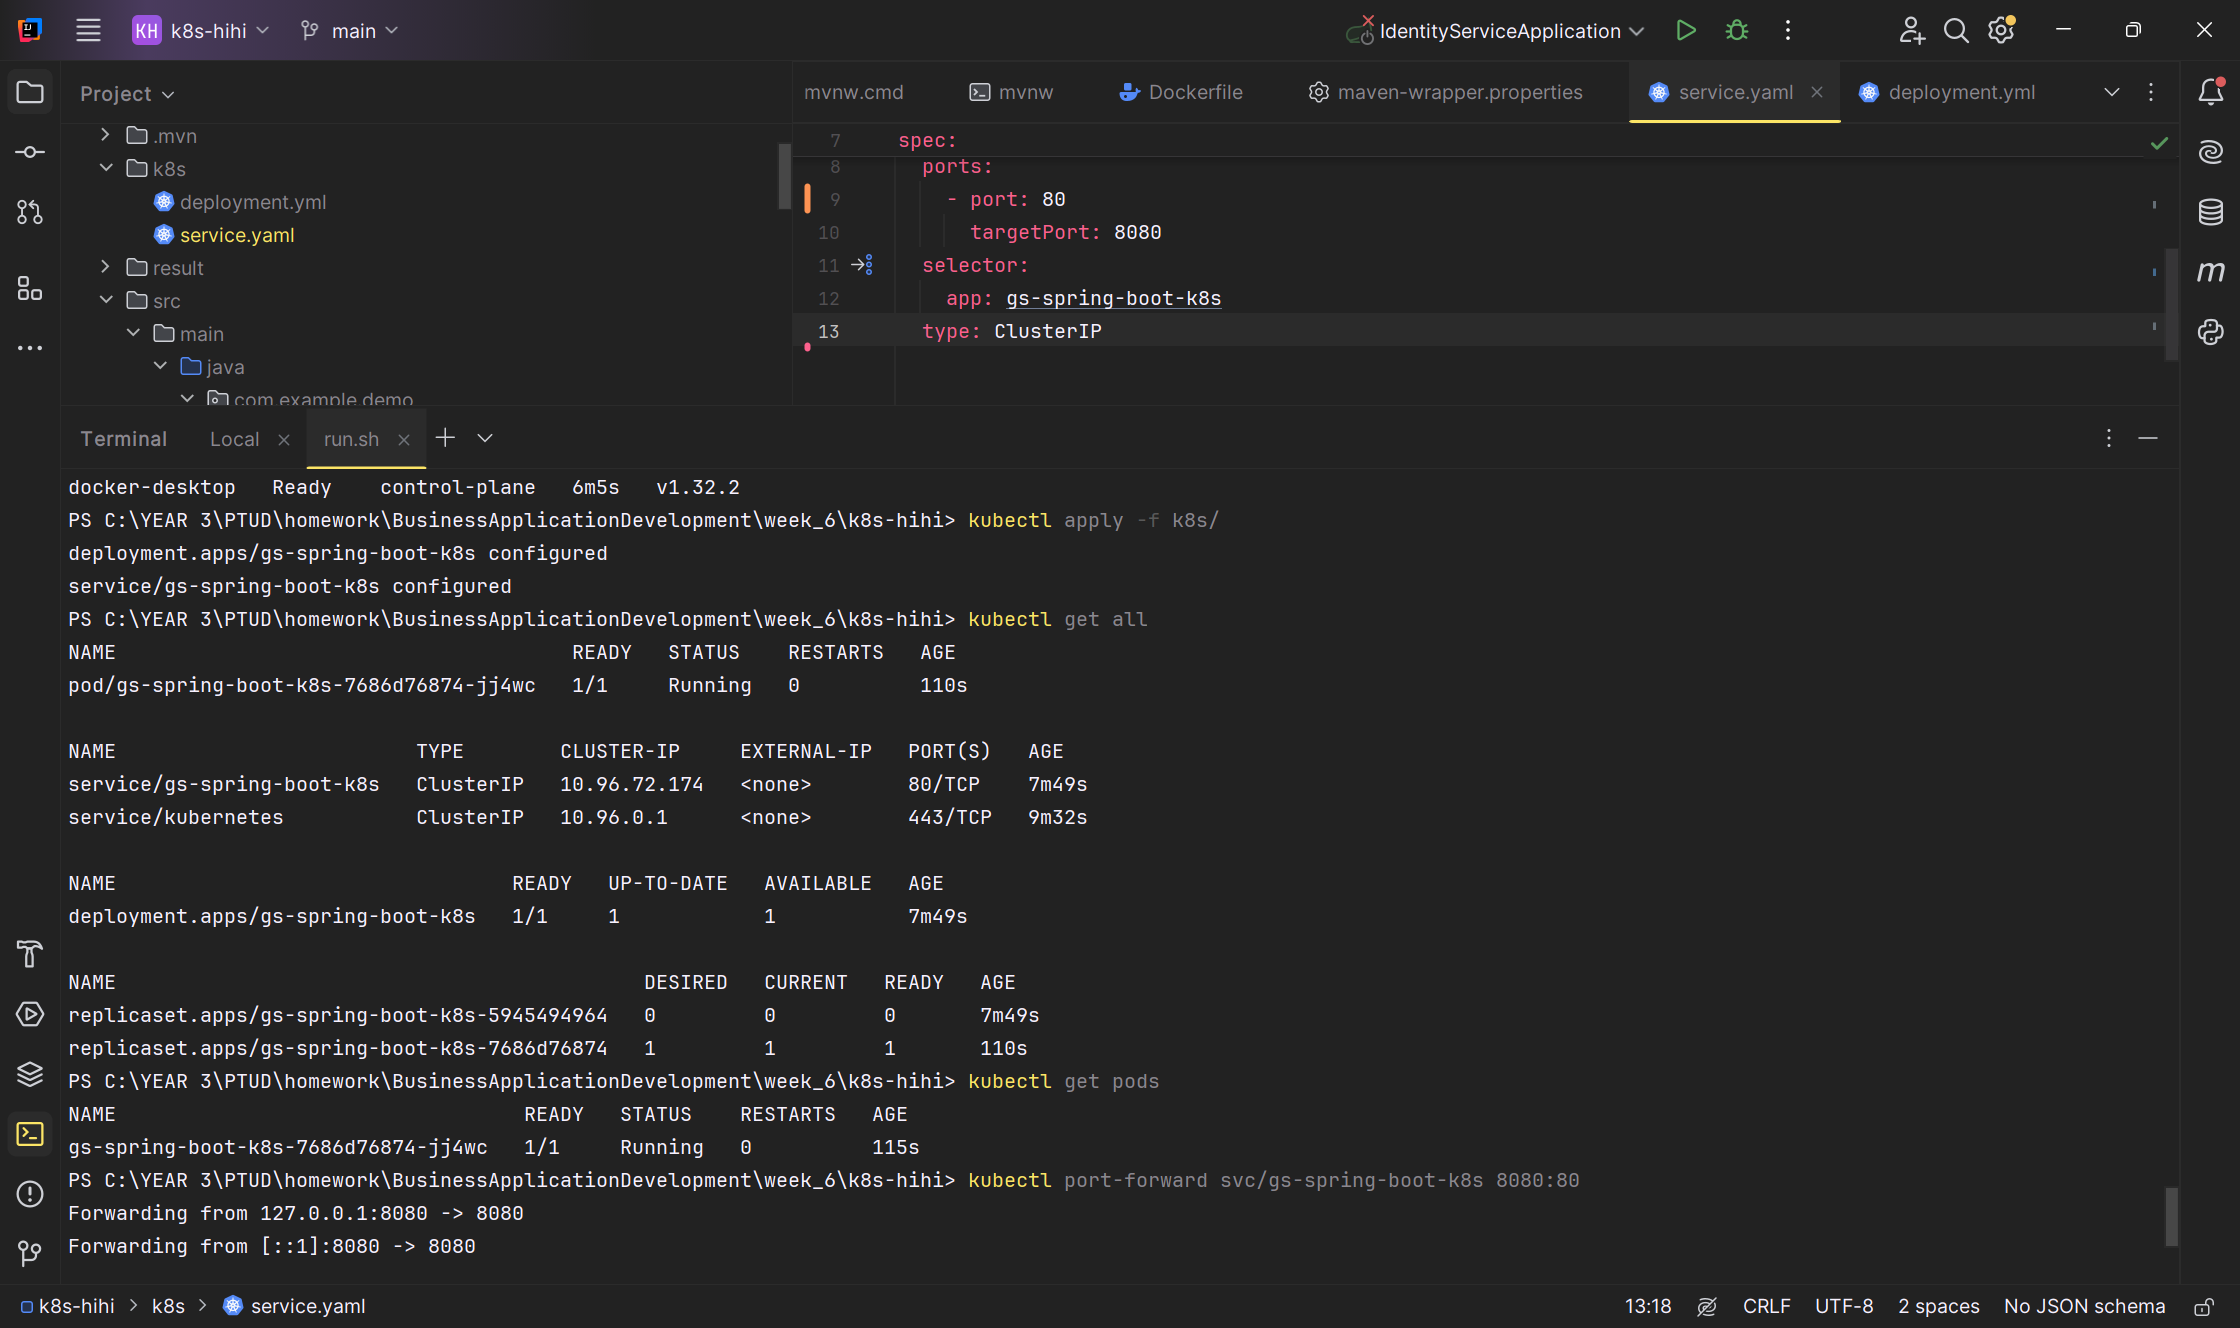 KH k8s-hihi main IdentityServiceApplication
Project
mvnw.cmd mvnw Dockerfile maven-wrapper.properties service.yaml deployment.yml
.mvn
k8s
deployment.yml
service.yaml
result
src
main
java
com.example.demo
7 spec:
8 ports:
9 - port: 80
10 targetPort: 8080
11 selector:
12 app: gs-spring-boot-k8s
13 type: ClusterIP
Terminal Local run.sh
docker-desktop Ready control-plane 6m5s v1.32.2
PS C:\YEAR 3\PTUD\homework\BusinessApplicationDevelopment\week_6\k8s-hihi> kubectl apply -f k8s/
deployment.apps/gs-spring-boot-k8s configured
service/gs-spring-boot-k8s configured
PS C:\YEAR 3\PTUD\homework\BusinessApplicationDevelopment\week_6\k8s-hihi> kubectl get all
NAME READY STATUS RESTARTS AGE
pod/gs-spring-boot-k8s-7686d76874-jj4wc 1/1 Running 0 110s
NAME TYPE CLUSTER-IP EXTERNAL-IP PORT(S) AGE
service/gs-spring-boot-k8s ClusterIP 10.96.72.174 <none> 80/TCP 7m49s
service/kubernetes ClusterIP 10.96.0.1 <none> 443/TCP 9m32s
NAME READY UP-TO-DATE AVAILABLE AGE
deployment.apps/gs-spring-boot-k8s 1/1 1 1 7m49s
NAME DESIRED CURRENT READY AGE
replicaset.apps/gs-spring-boot-k8s-5945494964 0 0 0 7m49s
replicaset.apps/gs-spring-boot-k8s-7686d76874 1 1 1 110s
PS C:\YEAR 3\PTUD\homework\BusinessApplicationDevelopment\week_6\k8s-hihi> kubectl get pods
NAME READY STATUS RESTARTS AGE
gs-spring-boot-k8s-7686d76874-jj4wc 1/1 Running 0 115s
PS C:\YEAR 3\PTUD\homework\BusinessApplicationDevelopment\week_6\k8s-hihi> kubectl port-forward svc/gs-spring-boot-k8s 8080:80
Forwarding from 127.0.0.1:8080 -> 8080
Forwarding from [::1]:8080 -> 8080
k8s-hihi > k8s > service.yaml 13:18 CRLF UTF-8 2 spaces No JSON schema